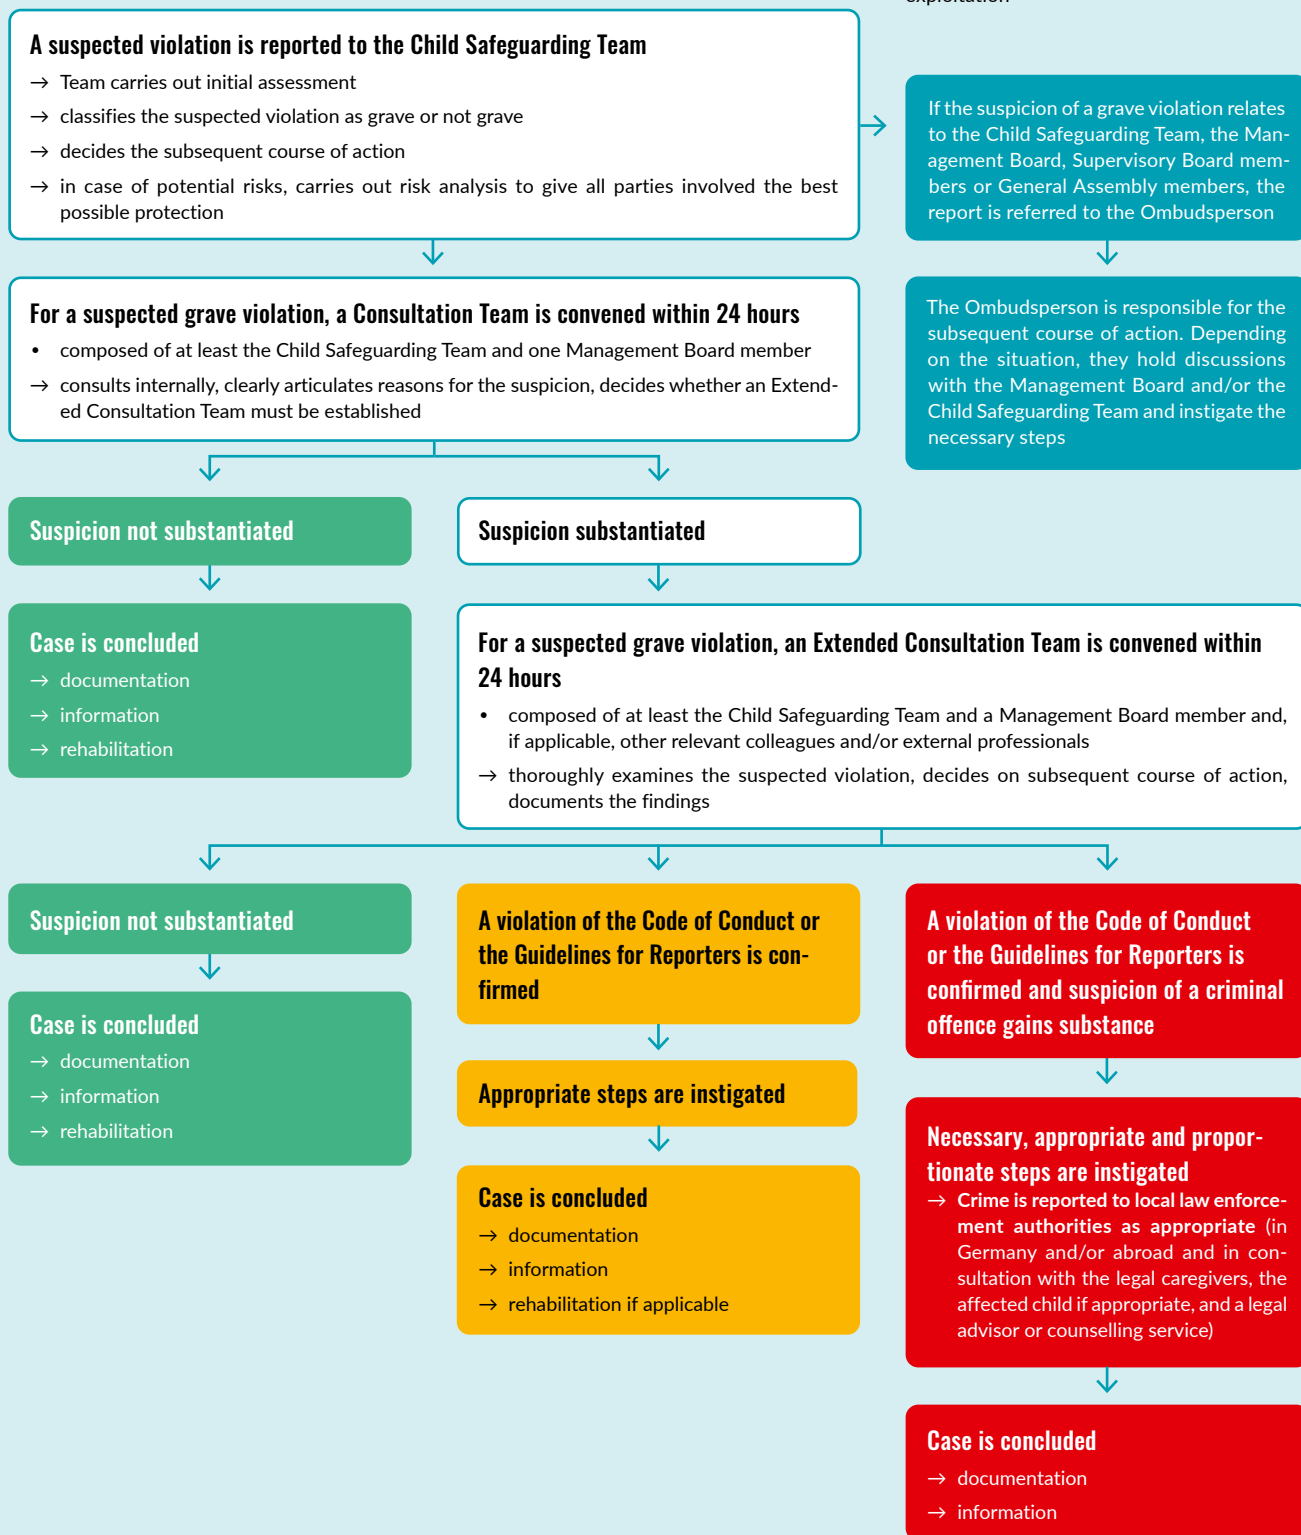 exploitation
A suspected violation is reported to the Child Safeguarding Team
→ Team carries out initial assessment
→ classifies the suspected violation as grave or not grave
→ decides the subsequent course of action
→ in case of potential risks, carries out risk analysis to give all parties involved the best
possible protection
If the suspicion of a grave violation relates
to the Child Safeguarding Team, the Man-
agement Board, Supervisory Board mem-
bers or General Assembly members, the
report is referred to the Ombudsperson
For a suspected grave violation, a Consultation Team is convened within 24 hours
• composed of at least the Child Safeguarding Team and one Management Board member
→ consults internally, clearly articulates reasons for the suspicion, decides whether an Extend-
ed Consultation Team must be established
The Ombudsperson is responsible for the
subsequent course of action. Depending
on the situation, they hold discussions
with the Management Board and/or the
Child Safeguarding Team and instigate the
necessary steps
Suspicion not substantiated
Suspicion substantiated
Case is concluded
→ documentation
→ information
→ rehabilitation
For a suspected grave violation, an Extended Consultation Team is convened within
24 hours
• composed of at least the Child Safeguarding Team and a Management Board member and,
if applicable, other relevant colleagues and/or external professionals
→ thoroughly examines the suspected violation, decides on subsequent course of action,
documents the findings
Suspicion not substantiated
Case is concluded
→ documentation
→ information
→ rehabilitation
A violation of the Code of Conduct or
the Guidelines for Reporters is con-
firmed
Appropriate steps are instigated
Case is concluded
→ documentation
→ information
→ rehabilitation if applicable
A violation of the Code of Conduct
or the Guidelines for Reporters is
confirmed and suspicion of a criminal
offence gains substance
Necessary, appropriate and propor-
tionate steps are instigated
→ Crime is reported to local law enforce-
ment authorities as appropriate (in
Germany and/or abroad and in con-
sultation with the legal caregivers, the
affected child if appropriate, and a legal
advisor or counselling service)
Case is concluded
→ documentation
→ information